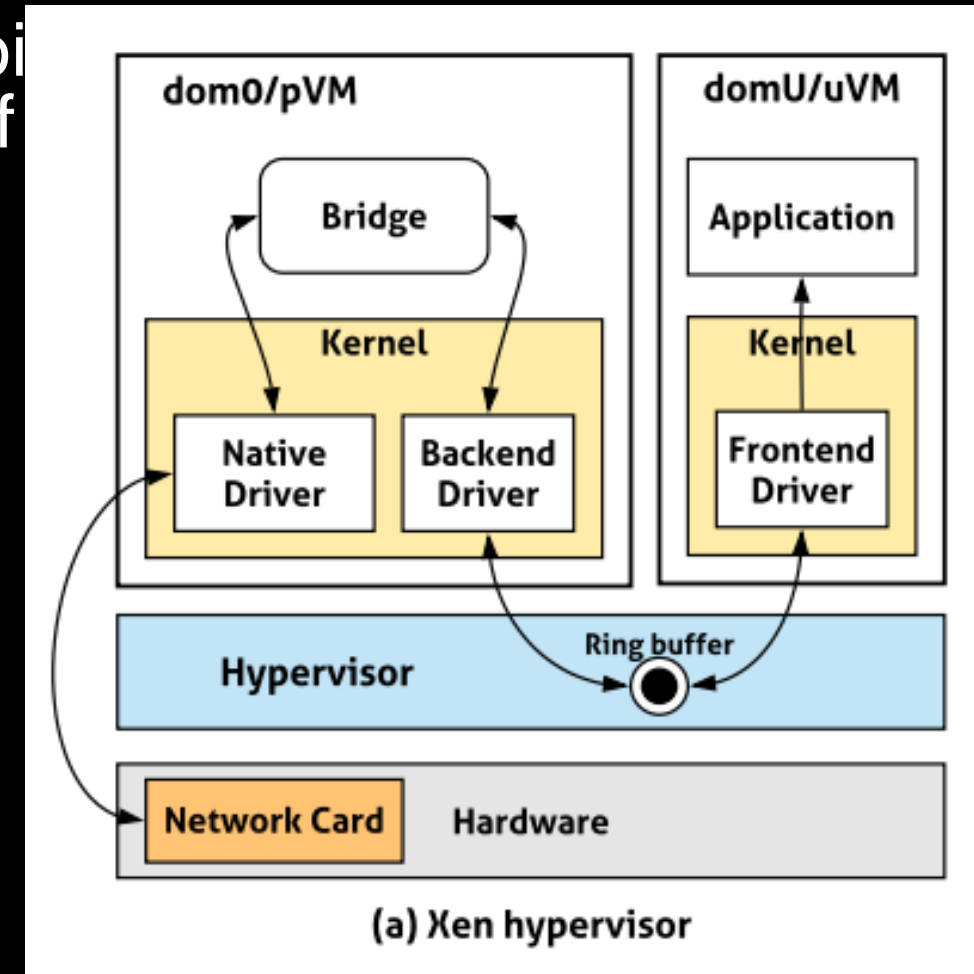 dom0/pVM
domU/uVM
Bridge
Application
Kernel
Kernel
Native
Driver
Backend
Driver
Frontend
Driver
Ring buffer
Hypervisor
Network Card
Hardware
(a) Xen hypervisor